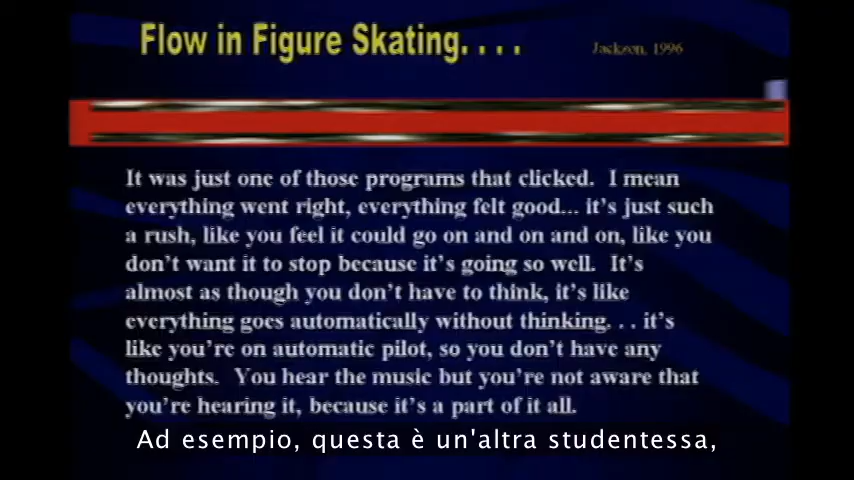 Flow in Figure Skating. . . .
Jackson, 1996
It was just one of those programs that clicked. I mean
everything went right, everything felt good... it's just such
a rush, like you feel it could go on and on and on, like you
don't want it to stop because it's going so well. It's
almost as though you don't have to think, it's like
everything goes automatically without thinking. . . it's
like you're on automatic pilot, so you don't have any
thoughts. You hear the music but you're not aware that
you're hearing it, because it's a part of it all.
Ad esempio, questa è un'altra studentessa,